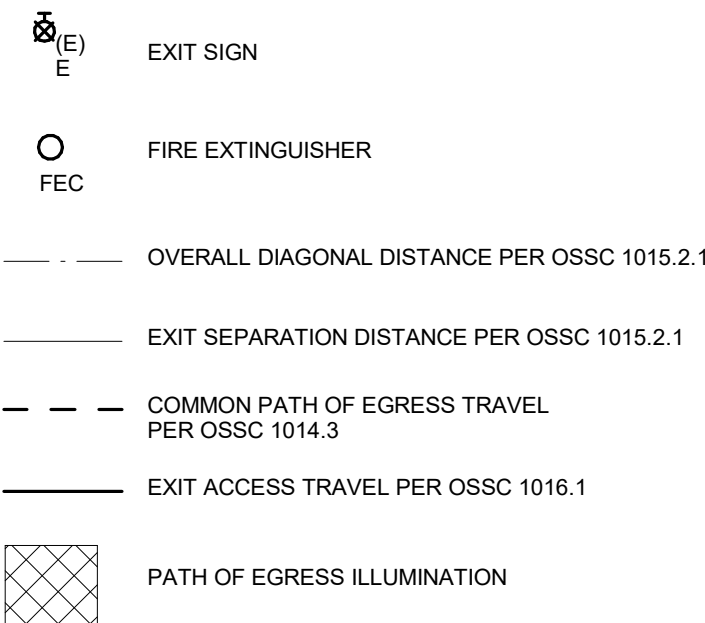 (E)
E
EXIT SIGN
FIRE EXTINGUISHER
FEC
OVERALL DIAGONAL DISTANCE PER OSSC 1015.2.1
EXIT SEPARATION DISTANCE PER OSSC 1015.2.1
COMMON PATH OF EGRESS TRAVEL
PER OSSC 1014.3
EXIT ACCESS TRAVEL PER OSSC 1016.1
PATH OF EGRESS ILLUMINATION